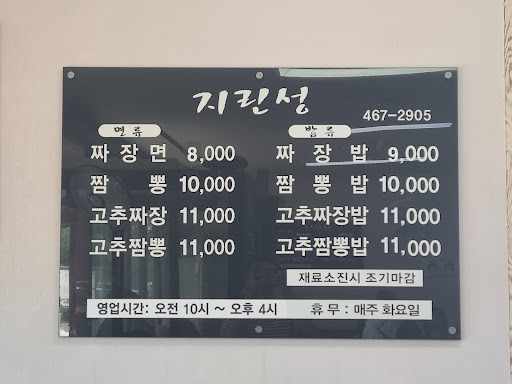 지린성
467-2905
면류
짜장면 8,000
짬뽕 10,000
고추짜장 11,000
고추짬뽕 11,000
밥류
짜장밥 9,000
짬뽕밥 10,000
고추짜장밥 11,000
고추짬뽕밥 11,000
재료소진시 조기마감
영업시간: 오전 10시 ~ 오후 4시 휴무 : 매주 화요일